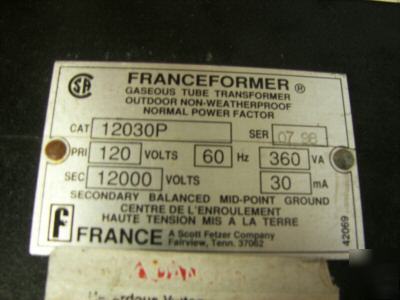 FRANCEFORMER ®
GASEOUS TUBE TRANSFORMER
OUTDOOR NON-WEATHERPROOF
NORMAL POWER FACTOR
CAT 12030P SER 07 98
PRI 120 VOLTS 60 Hz 360 VA
SEC 12000 VOLTS 30 mA
SECONDARY BALANCED MID-POINT GROUND
CENTRE DE L'ENROULEMENT
HAUTE TENSION MIS A LA TERRE
FRANCE A Scott Fetzer Company
Fairview, Tenn. 37062
42069